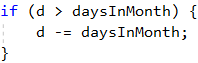 if (d > daysInMonth) {
    d -= daysInMonth;
}